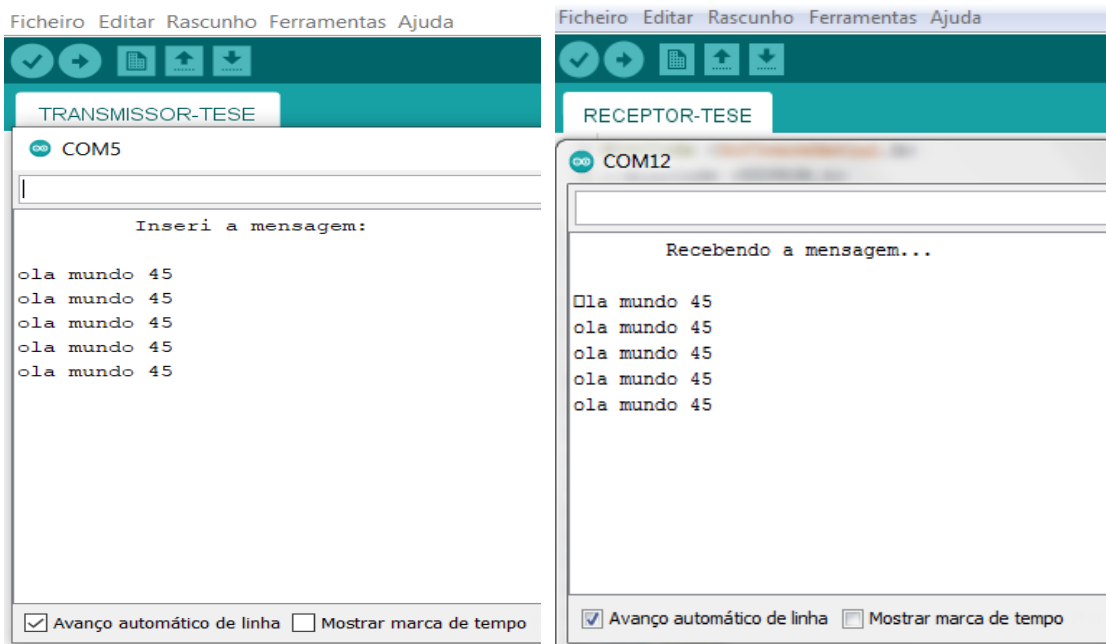 Ficheiro Editar Rascunho Ferramentas Ajuda
TRANSMISSOR-TESE
COM5
Inseri a mensagem:
ola mundo 45
ola mundo 45
ola mundo 45
ola mundo 45
ola mundo 45
Avanço automático de linha Mostrar marca de tempo
Ficheiro Editar Rascunho Ferramentas Ajuda
RECEPTOR-TESE
COM12
Recebendo a mensagem...
□la mundo 45
ola mundo 45
ola mundo 45
ola mundo 45
ola mundo 45
Avanço automático de linha Mostrar marca de tempo